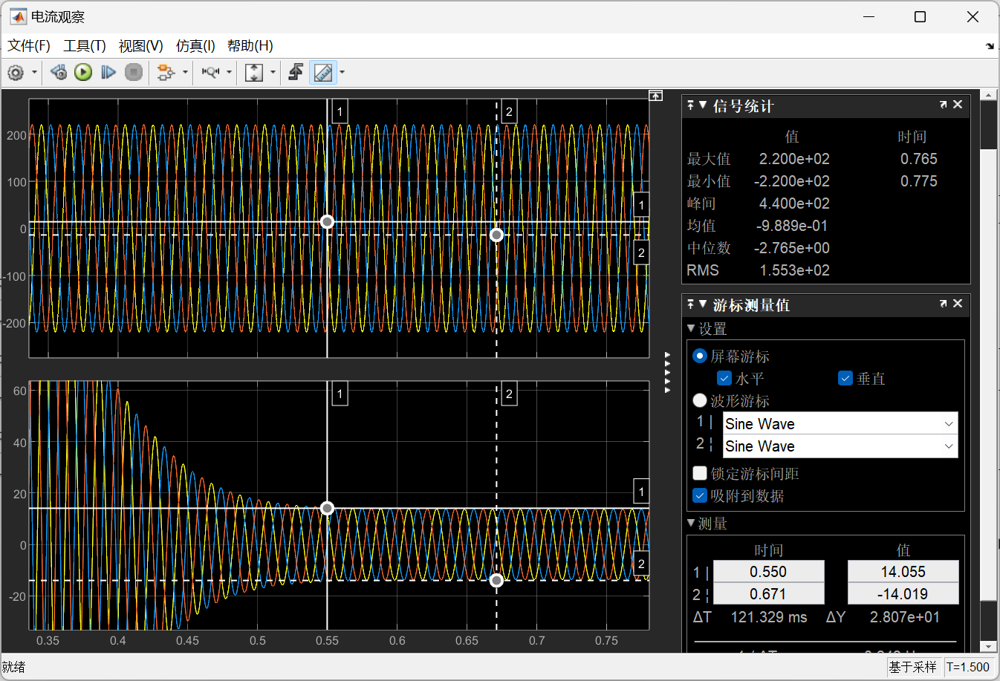 电流观察
文件(F) 工具(T) 视图(V) 仿真(I) 帮助(H)
1 2
200
100
0
-100
-200
1
2
1 2
60
40
20
0
-20
1
2
0.35 0.4 0.45 0.5 0.55 0.6 0.65 0.7 0.75
信号统计
值 时间
最大值 2.200e+02 0.765
最小值 -2.200e+02 0.775
峰间 4.400e+02
均值 -9.889e-01
中位数 -2.765e+00
RMS 1.553e+02
游标测量值
设置
屏幕游标
水平 垂直
波形游标
1 | Sine Wave
2 ¦ Sine Wave
锁定游标间距
吸附到数据
测量
时间 值
1 | 0.550 14.055
2 ¦ 0.671 -14.019
ΔT 121.329 ms ΔY 2.807e+01
就绪 基于采样 T=1.500